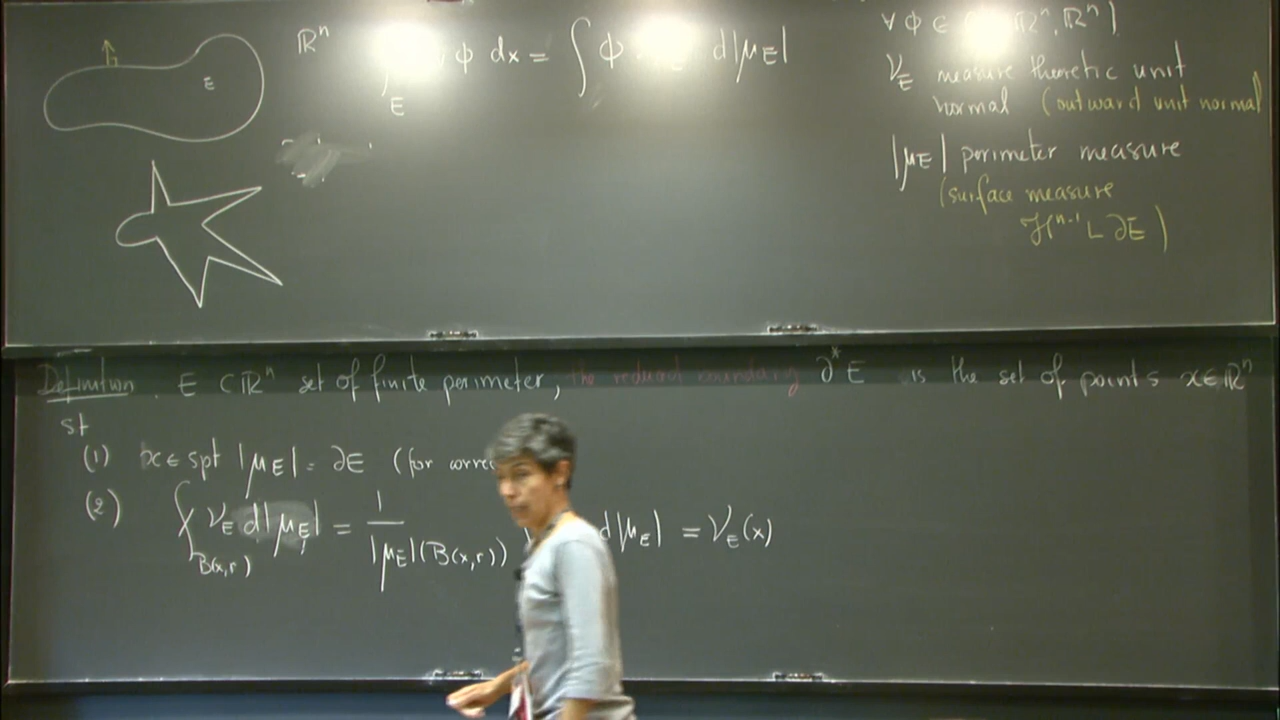 ℝⁿ
E
∫_E φ dx = ∫ φ d|μ_E|
∀ φ ∈ ℝⁿ, ℝⁿ)
ν_E measure theoretic unit
normal (outward unit normal
|μ_E| perimeter measure
(surface measure
ℋⁿ⁻¹ ⌞ ∂E )
Definition. E ⊂ ℝⁿ set of finite perimeter, the reduced boundary ∂*E is the set of points x ∈ ℝⁿ
st
(1) x ∈ spt |μ_E| = ∂E (for
(2) ⨍_{B(x,r)} ν_E d|μ_E| = 1/|μ_E|(B(x,r)) d|μ_E| = ν_E(x)